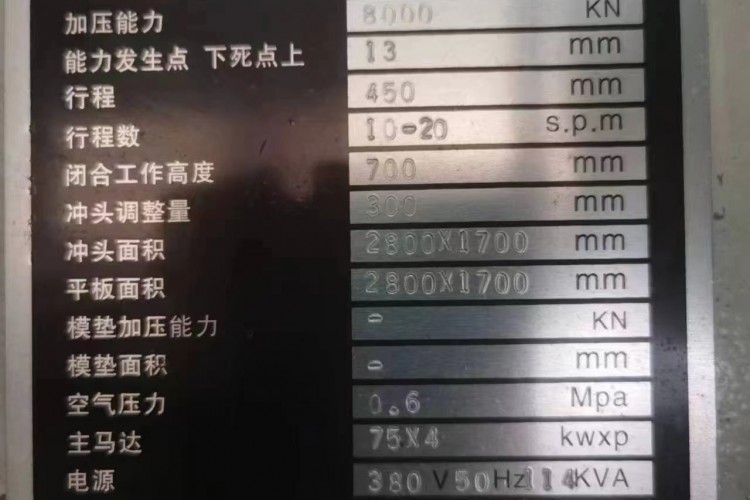 加压能力 8000 KN
能力发生点 下死点上 13 mm
行程 450 mm
行程数 10-20 s.p.m
闭合工作高度 700 mm
冲头调整量 300 mm
冲头面积 2800X1700 mm
平板面积 2800X1700 mm
模垫加压能力 - KN
模垫面积 - mm
空气压力 0.6 Mpa
主马达 75X4 kwxp
电源 380 V 50Hz 114KVA